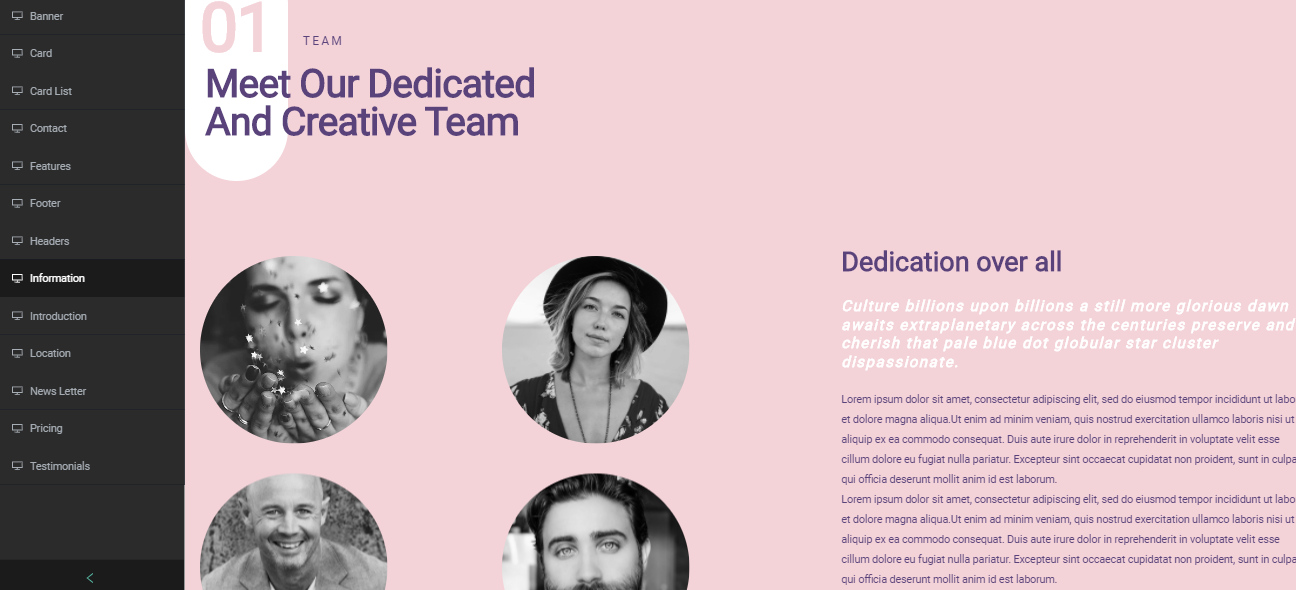 Banner
Card
Card List
Contact
Features
Footer
Headers
Information
Introduction
Location
News Letter
Pricing
Testimonials
01
TEAM
Meet Our Dedicated
And Creative Team
Dedication over all
Culture billions upon billions a still more glorious dawn
awaits extraplanetary across the centuries preserve and
cherish that pale blue dot globular star cluster
dispassionate.
Lorem ipsum dolor sit amet, consectetur adipiscing elit, sed do eiusmod tempor incididunt ut labo
et dolore magna aliqua.Ut enim ad minim veniam, quis nostrud exercitation ullamco laboris nisi ut
aliquip ex ea commodo consequat. Duis aute irure dolor in reprehenderit in voluptate velit esse
cillum dolore eu fugiat nulla pariatur. Excepteur sint occaecat cupidatat non proident, sunt in culpa
qui officia deserunt mollit anim id est laborum.
Lorem ipsum dolor sit amet, consectetur adipiscing elit, sed do eiusmod tempor incididunt ut labo
et dolore magna aliqua.Ut enim ad minim veniam, quis nostrud exercitation ullamco laboris nisi ut
aliquip ex ea commodo consequat. Duis aute irure dolor in reprehenderit in voluptate velit esse
cillum dolore eu fugiat nulla pariatur. Excepteur sint occaecat cupidatat non proident, sunt in culpa
qui officia deserunt mollit anim id est laborum.